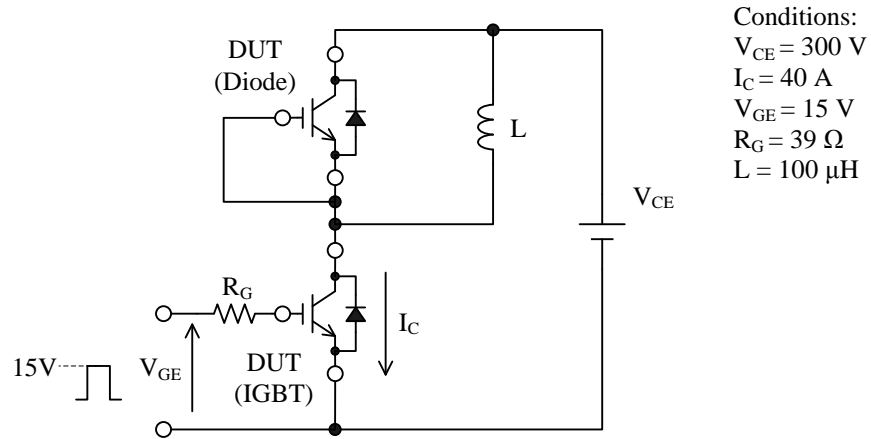 DUT
(Diode)
L
V_CE
R_G
15V
V_GE
DUT
(IGBT)
I_C
Conditions:
V_CE = 300 V
I_C = 40 A
V_GE = 15 V
R_G = 39 Ω
L = 100 μH